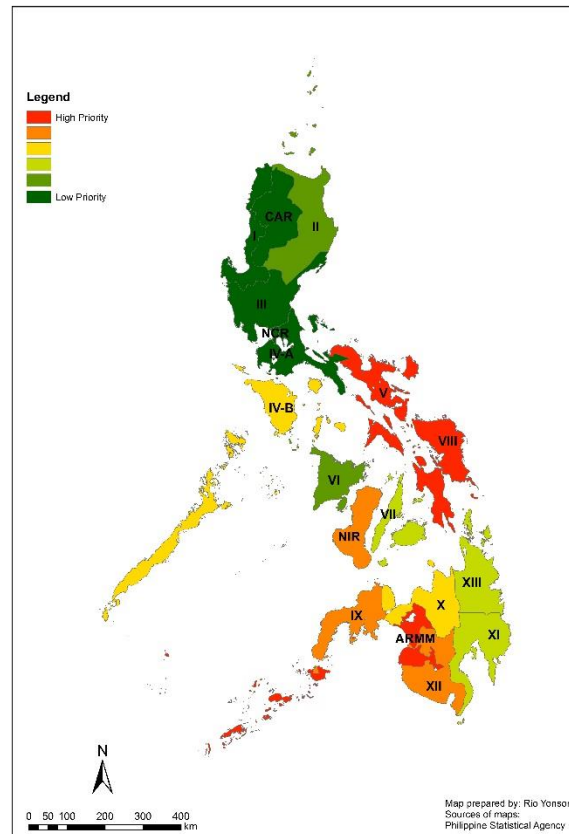 Legend
High Priority
Low Priority
CAR
I
II
III
NCR
IV-A
V
IV-B
VIII
VI
VII
NIR
XIII
X
IX
ARMM
XI
XII
N
0 50 100 200 300 400
km
Map prepared by: Rio Yonson
Sources of maps:
Philippine Statistical Agency